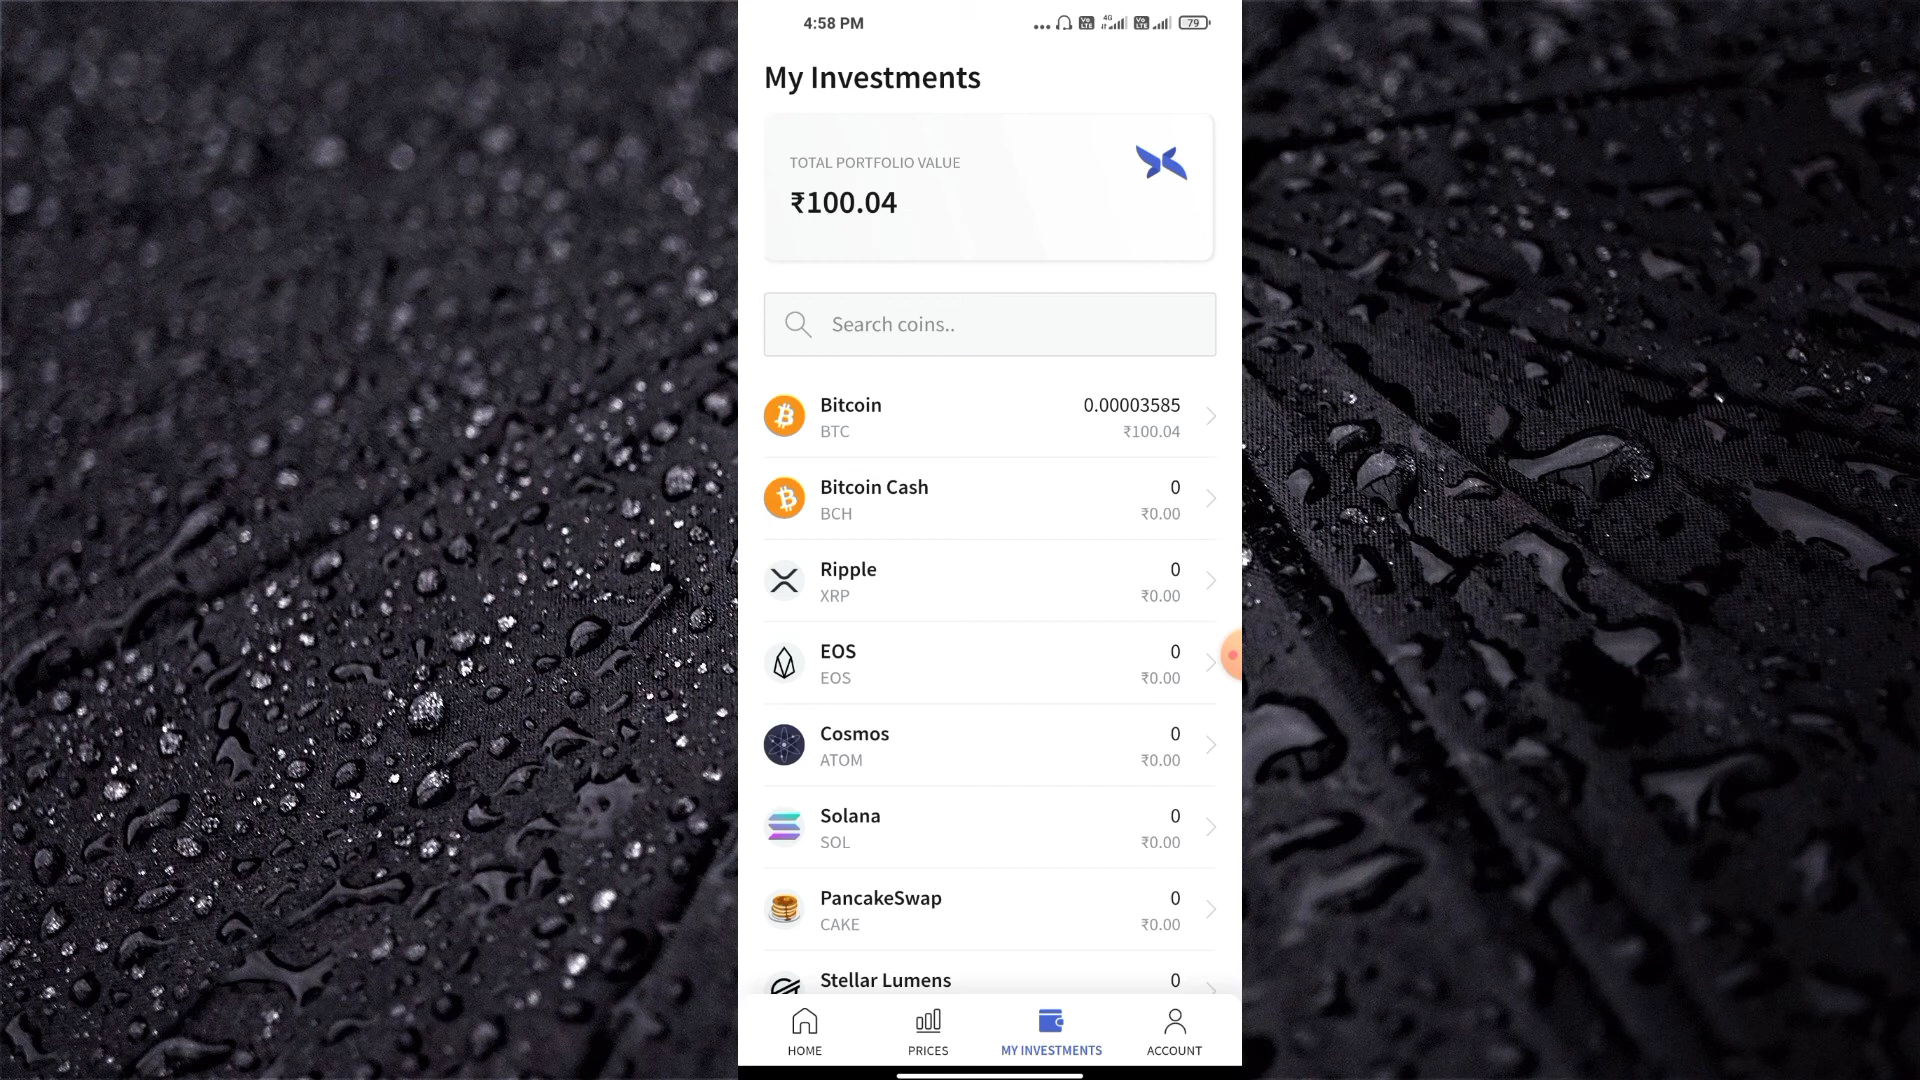 4:58 PM
4G
79
My Investments
TOTAL PORTFOLIO VALUE
₹100.04
Search coins..
Bitcoin 0.00003585
BTC ₹100.04
Bitcoin Cash 0
BCH ₹0.00
Ripple 0
XRP ₹0.00
EOS 0
EOS ₹0.00
Cosmos 0
ATOM ₹0.00
Solana 0
SOL ₹0.00
PancakeSwap 0
CAKE ₹0.00
Stellar Lumens 0
HOME PRICES MY INVESTMENTS ACCOUNT